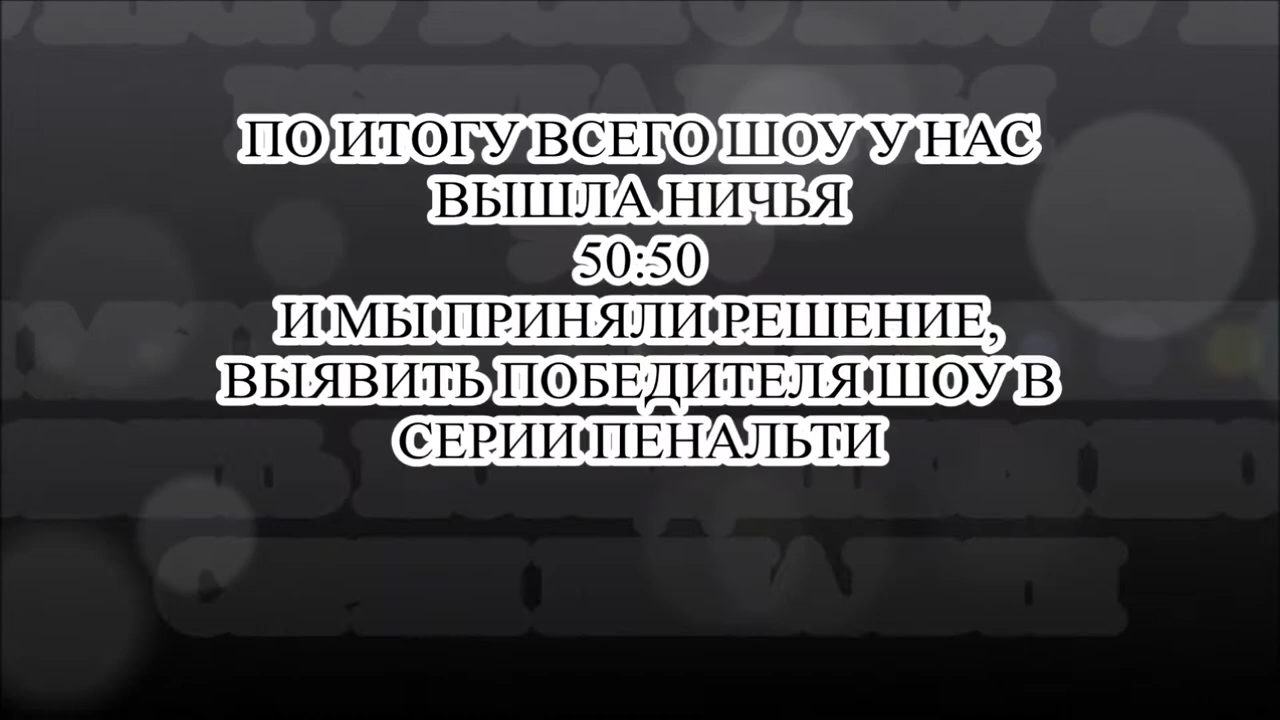 ПО ИТОГУ ВСЕГО ШОУ У НАС
ВЫШЛА НИЧЬЯ
50:50
И МЫ ПРИНЯЛИ РЕШЕНИЕ,
ВЫЯВИТЬ ПОБЕДИТЕЛЯ ШОУ В
СЕРИИ ПЕНАЛЬТИ